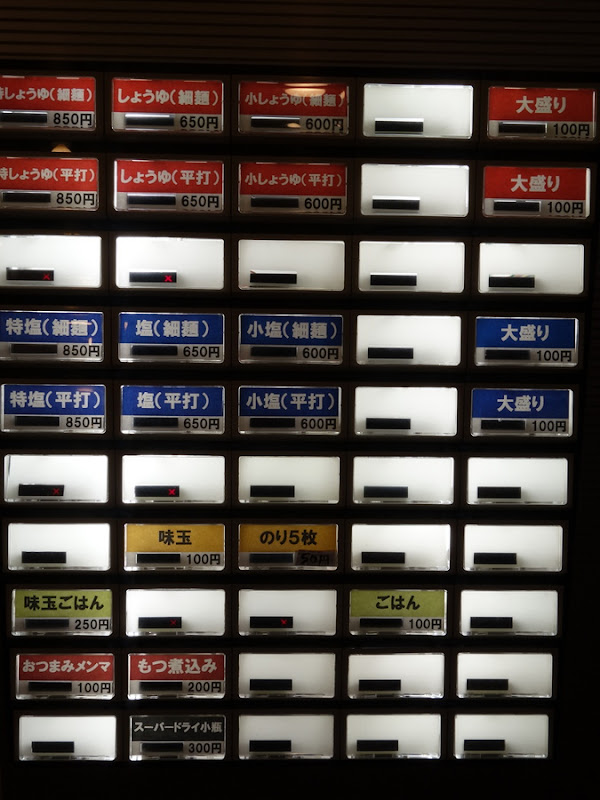 特しょうゆ(細麺) しょうゆ(細麺) 小しょうゆ(細麺) 大盛り
850円 650円 600円 100円
特しょうゆ(平打) しょうゆ(平打) 小しょうゆ(平打) 大盛り
850円 650円 600円 100円
特塩(細麺) 塩(細麺) 小塩(細麺) 大盛り
850円 650円 600円 100円
特塩(平打) 塩(平打) 小塩(平打) 大盛り
850円 650円 600円 100円
味玉 のり5枚
100円 50円
味玉ごはん ごはん
250円 100円
おつまみメンマ もつ煮込み
100円 200円
スーパードライ小瓶
300円